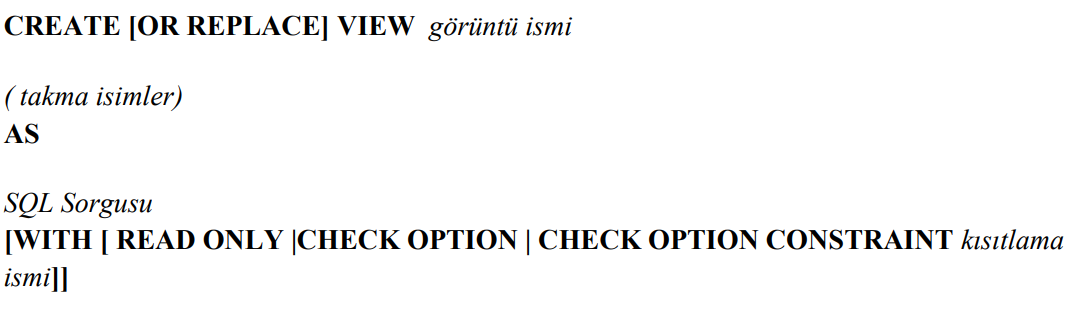 CREATE [OR REPLACE] VIEW görüntü ismi
( takma isimler)
AS
SQL Sorgusu
[WITH [ READ ONLY |CHECK OPTION | CHECK OPTION CONSTRAINT kısıtlama
ismi]]